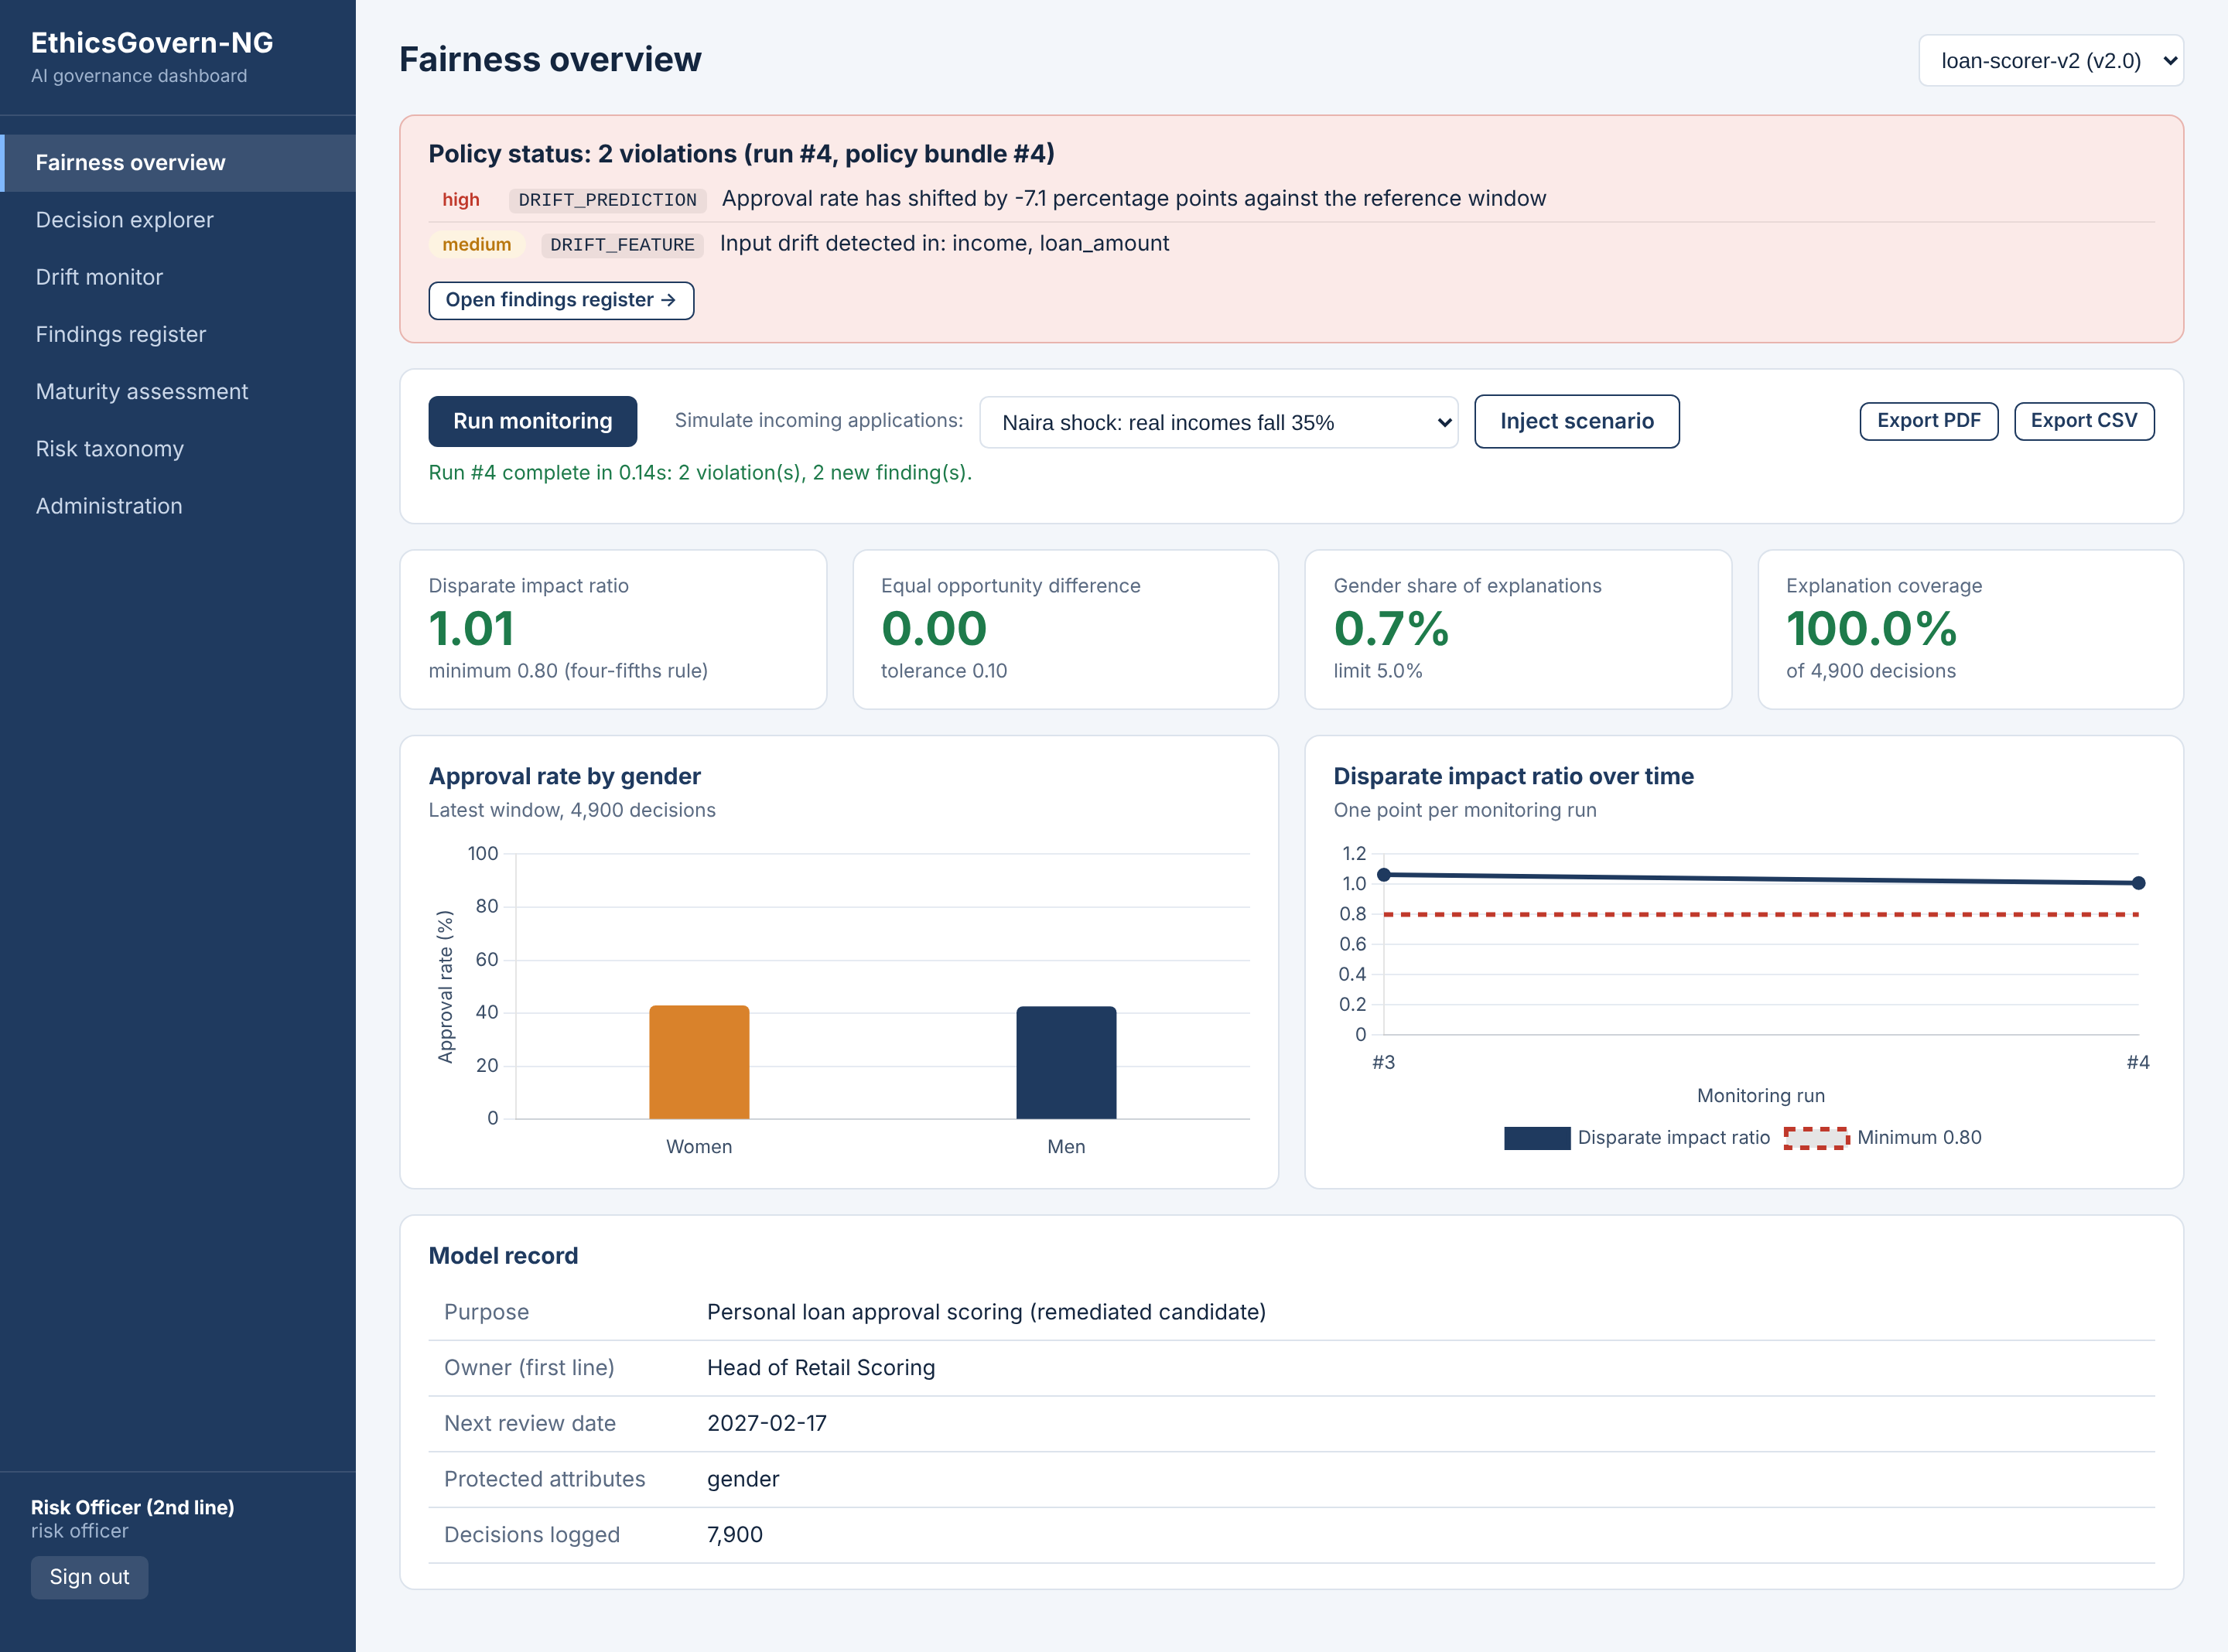 EthicsGovern-NG
AI governance dashboard
Fairness overview
Decision explorer
Drift monitor
Findings register
Maturity assessment
Risk taxonomy
Administration
Risk Officer (2nd line)
risk officer
Sign out
Fairness overview
loan-scorer-v2 (v2.0)
Policy status: 2 violations (run #4, policy bundle #4)
high DRIFT_PREDICTION Approval rate has shifted by -7.1 percentage points against the reference window
medium DRIFT_FEATURE Input drift detected in: income, loan_amount
Open findings register →
Run monitoring Simulate incoming applications: Naira shock: real incomes fall 35% Inject scenario Export PDF Export CSV
Run #4 complete in 0.14s: 2 violation(s), 2 new finding(s).
Disparate impact ratio
1.01
minimum 0.80 (four-fifths rule)
Equal opportunity difference
0.00
tolerance 0.10
Gender share of explanations
0.7%
limit 5.0%
Explanation coverage
100.0%
of 4,900 decisions
Approval rate by gender
Latest window, 4,900 decisions
Approval rate (%)
100
80
60
40
20
0
Women Men
Disparate impact ratio over time
One point per monitoring run
1.2
1.0
0.8
0.6
0.4
0.2
0
#3 #4
Monitoring run
Disparate impact ratio Minimum 0.80
Model record
Purpose Personal loan approval scoring (remediated candidate)
Owner (first line) Head of Retail Scoring
Next review date 2027-02-17
Protected attributes gender
Decisions logged 7,900